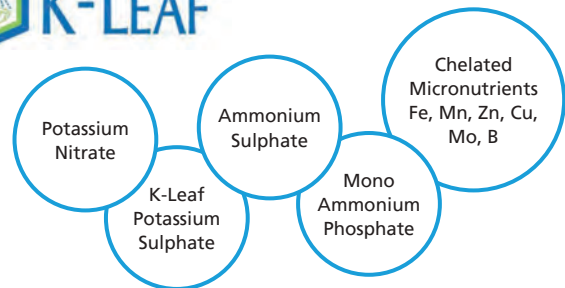 K-LEAF
Potassium
Nitrate
K-Leaf
Potassium
Sulphate
Ammonium
Sulphate
Mono
Ammonium
Phosphate
Chelated
Micronutrients
Fe, Mn, Zn, Cu,
Mo, B